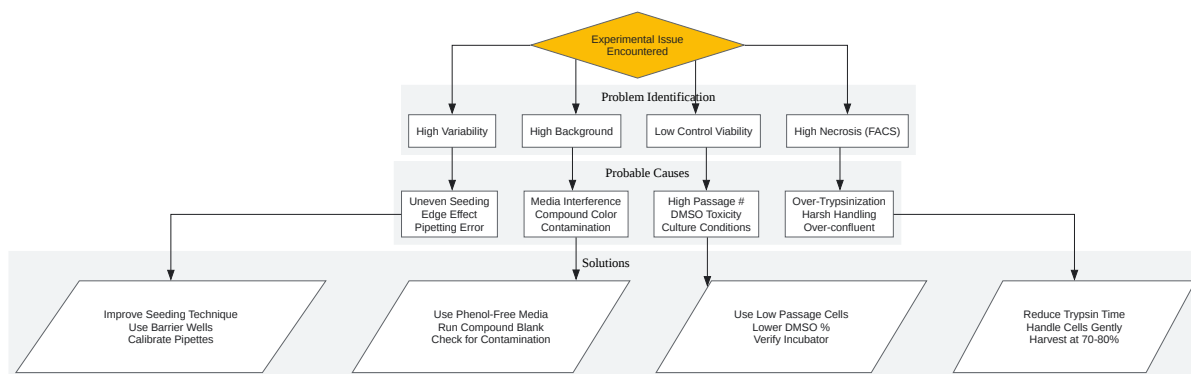 Experimental Issue
Encountered
Problem Identification
High Variability
High Background
Low Control Viability
High Necrosis (FACS)
Probable Causes
Uneven Seeding
Edge Effect
Pipetting Error
Media Interference
Compound Color
Contamination
High Passage #
DMSO Toxicity
Culture Conditions
Over-Trypsinization
Harsh Handling
Over-confluent
Solutions
Improve Seeding Technique
Use Barrier Wells
Calibrate Pipettes
Use Phenol-Free Media
Run Compound Blank
Check for Contamination
Use Low Passage Cells
Lower DMSO %
Verify Incubator
Reduce Trypsin Time
Handle Cells Gently
Harvest at 70-80%